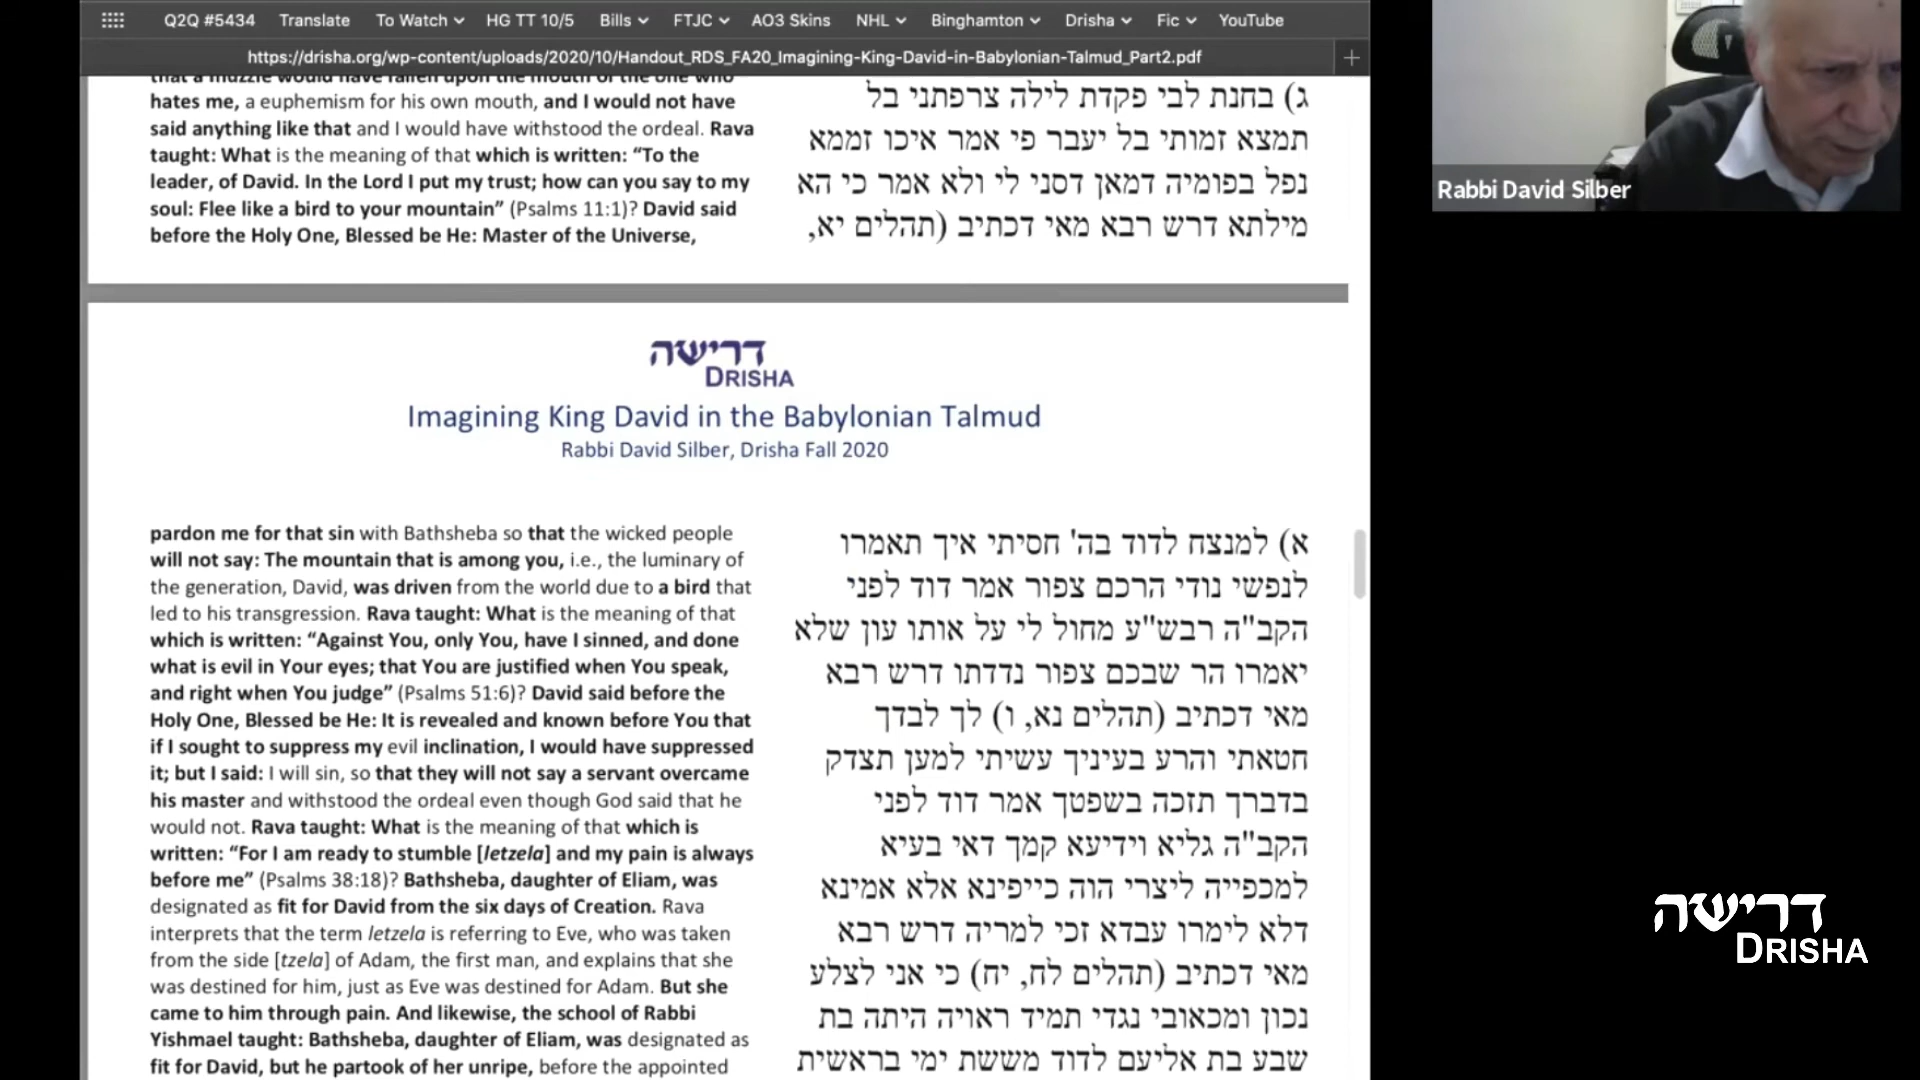 Q2Q #5434 Translate To Watch HG TT 10/5 Bills FTJC AO3 Skins NHL Binghamton Drisha Fic YouTube
https://drisha.org/wp-content/uploads/2020/10/Handout_RDS_FA20_Imagining-King-David-in-Babylonian-Talmud_Part2.pdf
that a muzzle would have fallen upon the mouth of the one who
hates me, a euphemism for his own mouth, and I would not have
said anything like that and I would have withstood the ordeal. Rava
taught: What is the meaning of that which is written: “To the
leader, of David. In the Lord I put my trust; how can you say to my
soul: Flee like a bird to your mountain” (Psalms 11:1)? David said
before the Holy One, Blessed be He: Master of the Universe,
ג) בחנת לבי פקדת לילה צרפתני בל
תמצא זמותי בל יעבר פי אמר איכו זממא
נפל בפומיה דמאן דסני לי ולא אמר כי הא
מילתא דרש רבא מאי דכתיב (תהלים יא,
דרישה
DRISHA
Imagining King David in the Babylonian Talmud
Rabbi David Silber, Drisha Fall 2020
pardon me for that sin with Bathsheba so that the wicked people
will not say: The mountain that is among you, i.e., the luminary of
the generation, David, was driven from the world due to a bird that
led to his transgression. Rava taught: What is the meaning of that
which is written: “Against You, only You, have I sinned, and done
what is evil in Your eyes; that You are justified when You speak,
and right when You judge” (Psalms 51:6)? David said before the
Holy One, Blessed be He: It is revealed and known before You that
if I sought to suppress my evil inclination, I would have suppressed
it; but I said: I will sin, so that they will not say a servant overcame
his master and withstood the ordeal even though God said that he
would not. Rava taught: What is the meaning of that which is
written: “For I am ready to stumble [letzela] and my pain is always
before me” (Psalms 38:18)? Bathsheba, daughter of Eliam, was
designated as fit for David from the six days of Creation. Rava
interprets that the term letzela is referring to Eve, who was taken
from the side [tzela] of Adam, the first man, and explains that she
was destined for him, just as Eve was destined for Adam. But she
came to him through pain. And likewise, the school of Rabbi
Yishmael taught: Bathsheba, daughter of Eliam, was designated as
fit for David, but he partook of her unripe, before the appointed
א) למנצח לדוד בה' חסיתי איך תאמרו
לנפשי נודי הרכם צפור אמר דוד לפני
הקב"ה רבש"ע מחול לי על אותו עון שלא
יאמרו הר שבכם צפור נדדתו דרש רבא
מאי דכתיב (תהלים נא, ו) לך לבדך
חטאתי והרע בעיניך עשיתי למען תצדק
בדברך תזכה בשפטך אמר דוד לפני
הקב"ה גליא וידיעא קמך דאי בעיא
למכפייה ליצרי הוה כייפינא אלא אמינא
דלא לימרו עבדא זכי למריה דרש רבא
מאי דכתיב (תהלים לח, יח) כי אני לצלע
נכון ומכאובי נגדי תמיד ראויה היתה בת
שבע בת אליעם לדוד מששת ימי בראשית
Rabbi David Silber
דרישה
DRISHA